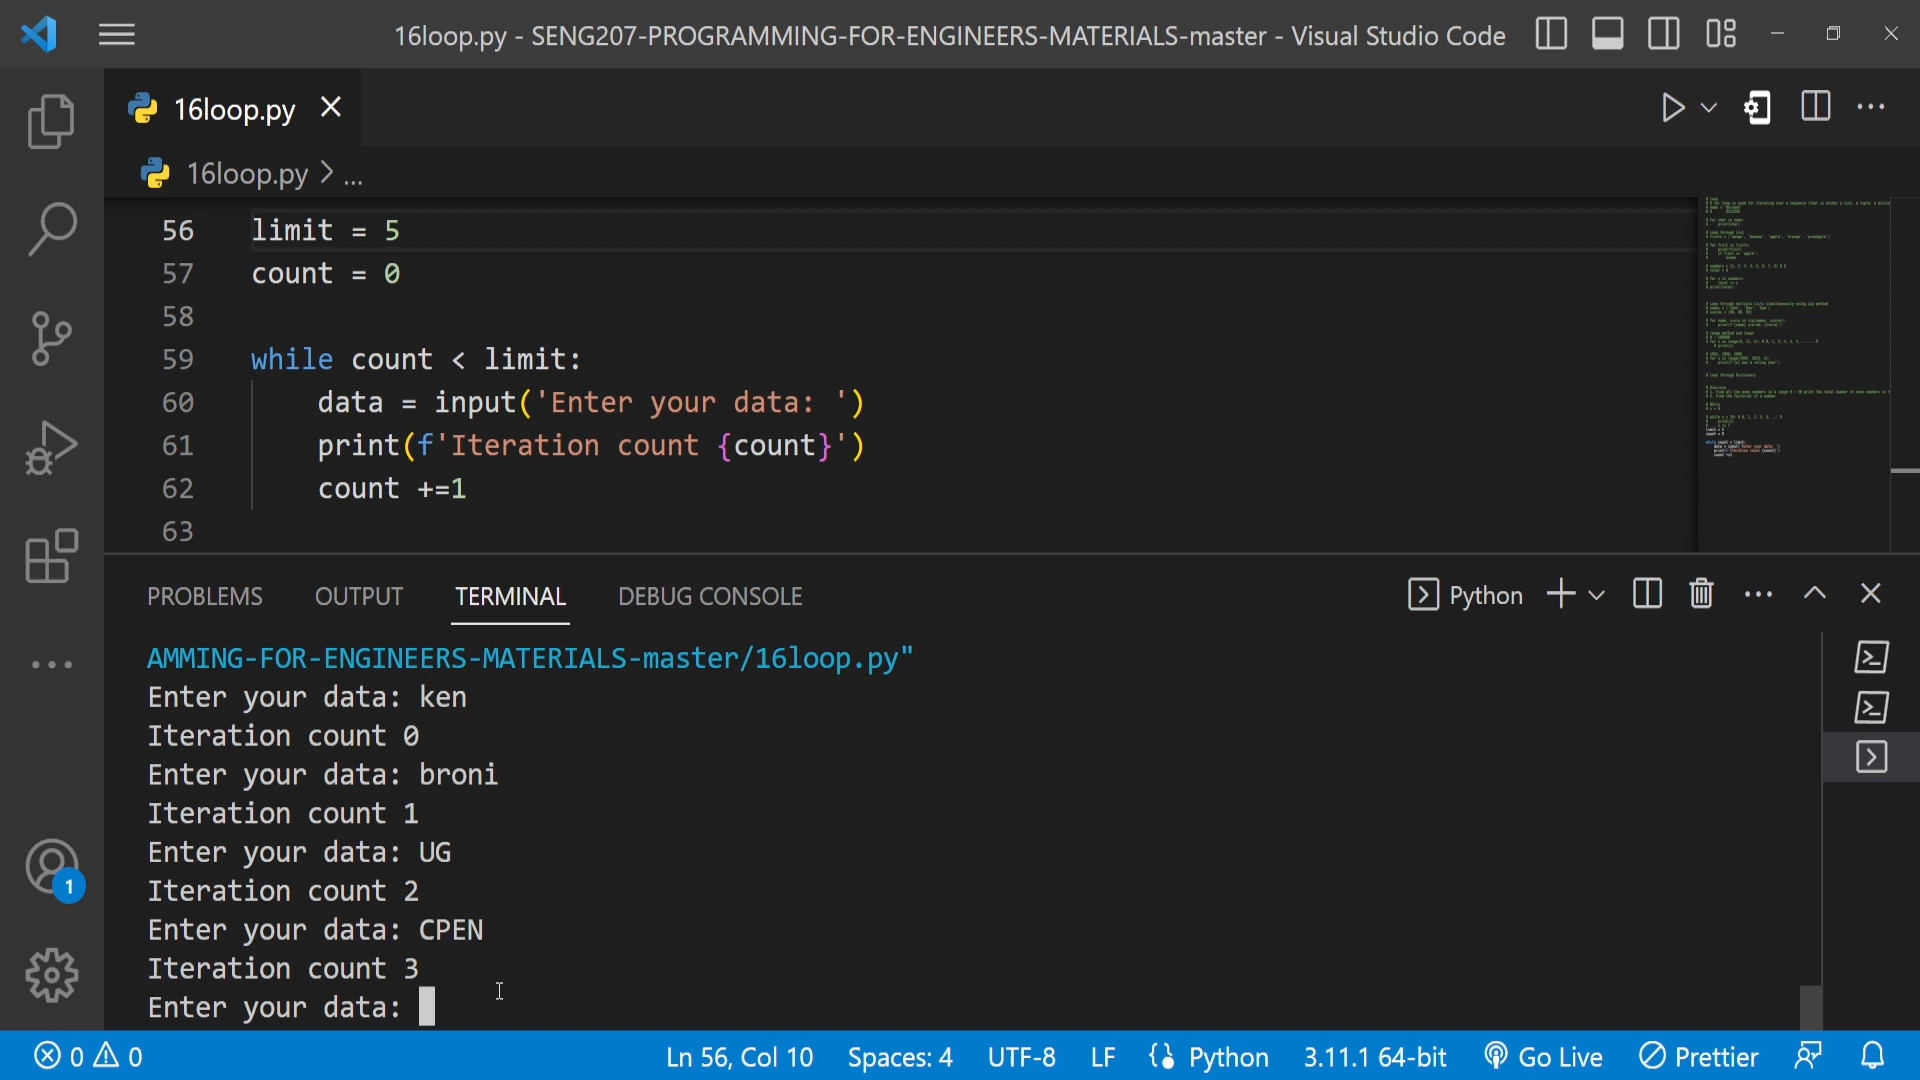 16loop.py - SENG207-PROGRAMMING-FOR-ENGINEERS-MATERIALS-master - Visual Studio Code
16loop.py
16loop.py > ...
56 limit = 5
57 count = 0
58
59 while count < limit:
60 data = input('Enter your data: ')
61 print(f'Iteration count {count}')
62 count +=1
63
PROBLEMS OUTPUT TERMINAL DEBUG CONSOLE Python
AMMING-FOR-ENGINEERS-MATERIALS-master/16loop.py"
Enter your data: ken
Iteration count 0
Enter your data: broni
Iteration count 1
Enter your data: UG
Iteration count 2
Enter your data: CPEN
Iteration count 3
Enter your data:
1
0 0 Ln 56, Col 10 Spaces: 4 UTF-8 LF Python 3.11.1 64-bit Go Live Prettier